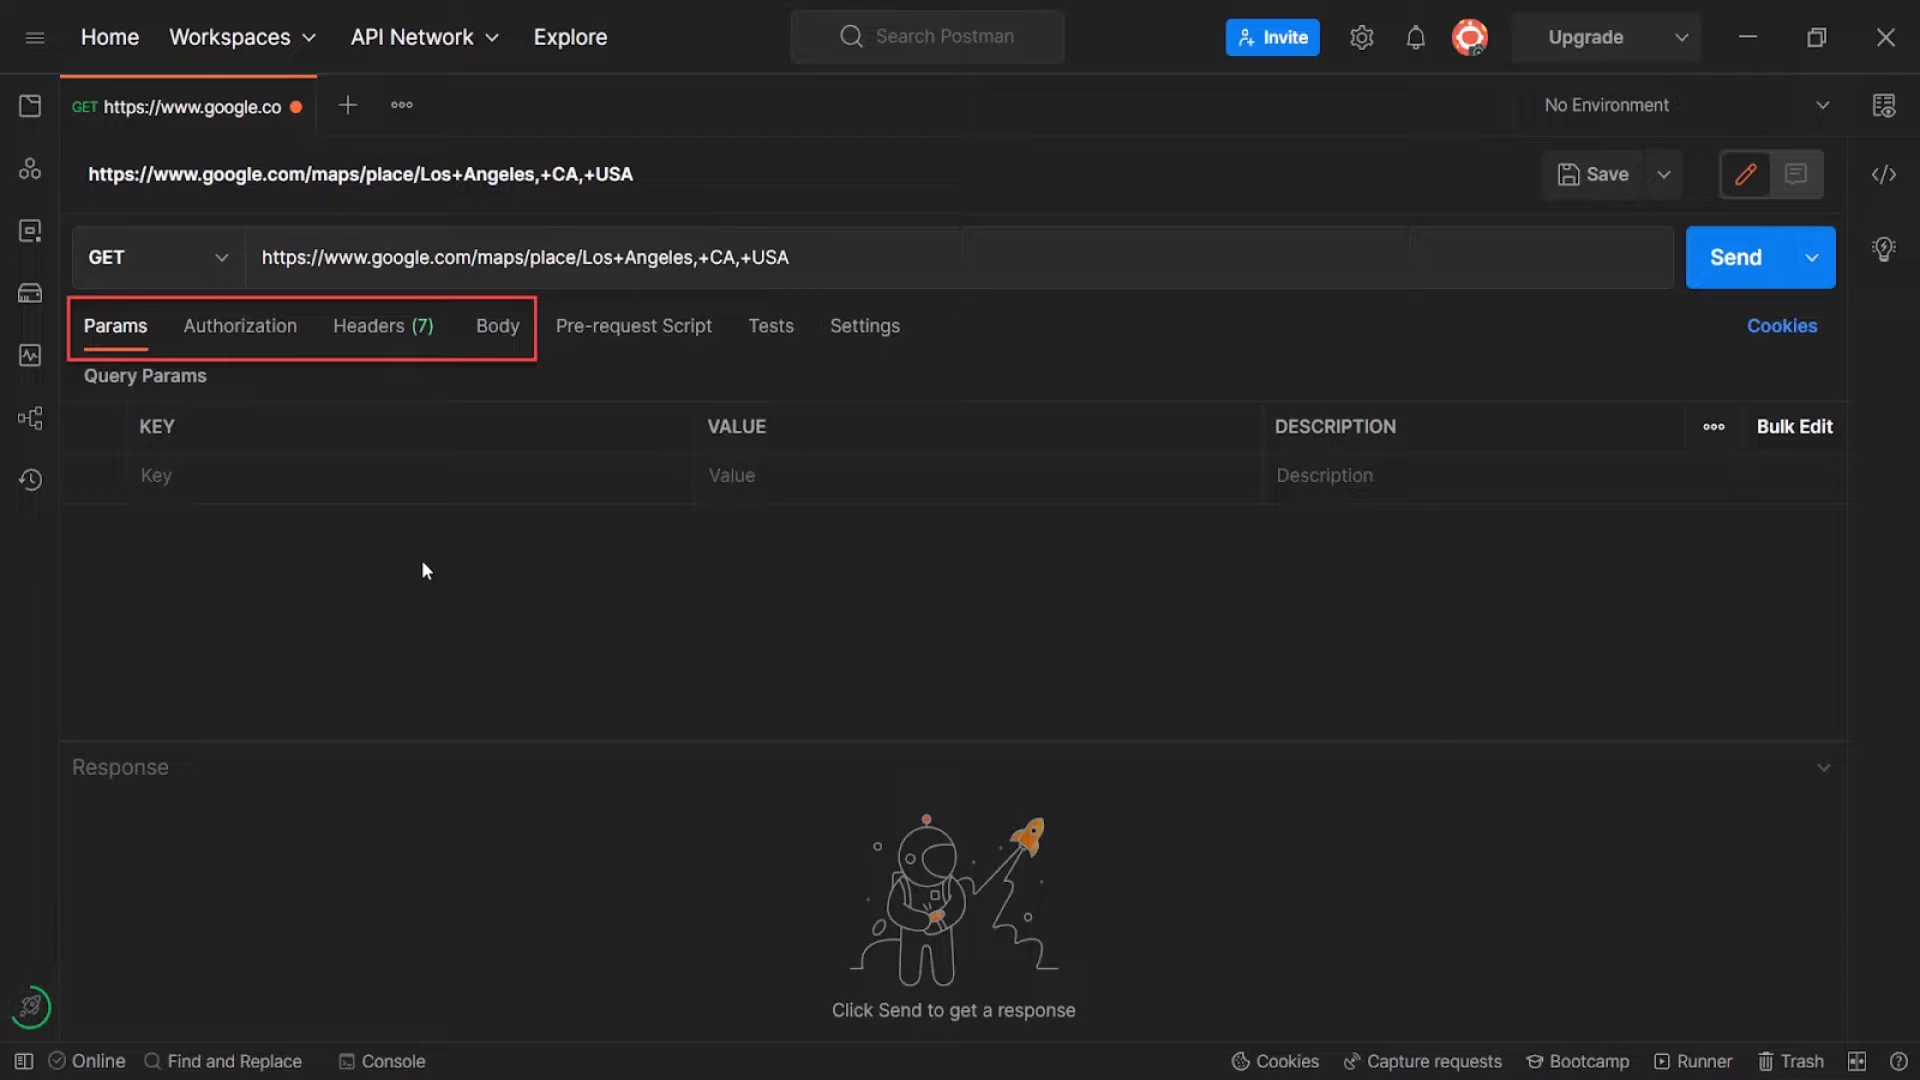 Home Workspaces API Network Explore Search Postman Invite Upgrade
GET https://www.google.co No Environment
https://www.google.com/maps/place/Los+Angeles,+CA,+USA Save
GET https://www.google.com/maps/place/Los+Angeles,+CA,+USA Send
Params Authorization Headers (7) Body Pre-request Script Tests Settings Cookies
Query Params
KEY VALUE DESCRIPTION Bulk Edit
Key Value Description
Response
Click Send to get a response
Online Find and Replace Console Cookies Capture requests Bootcamp Runner Trash